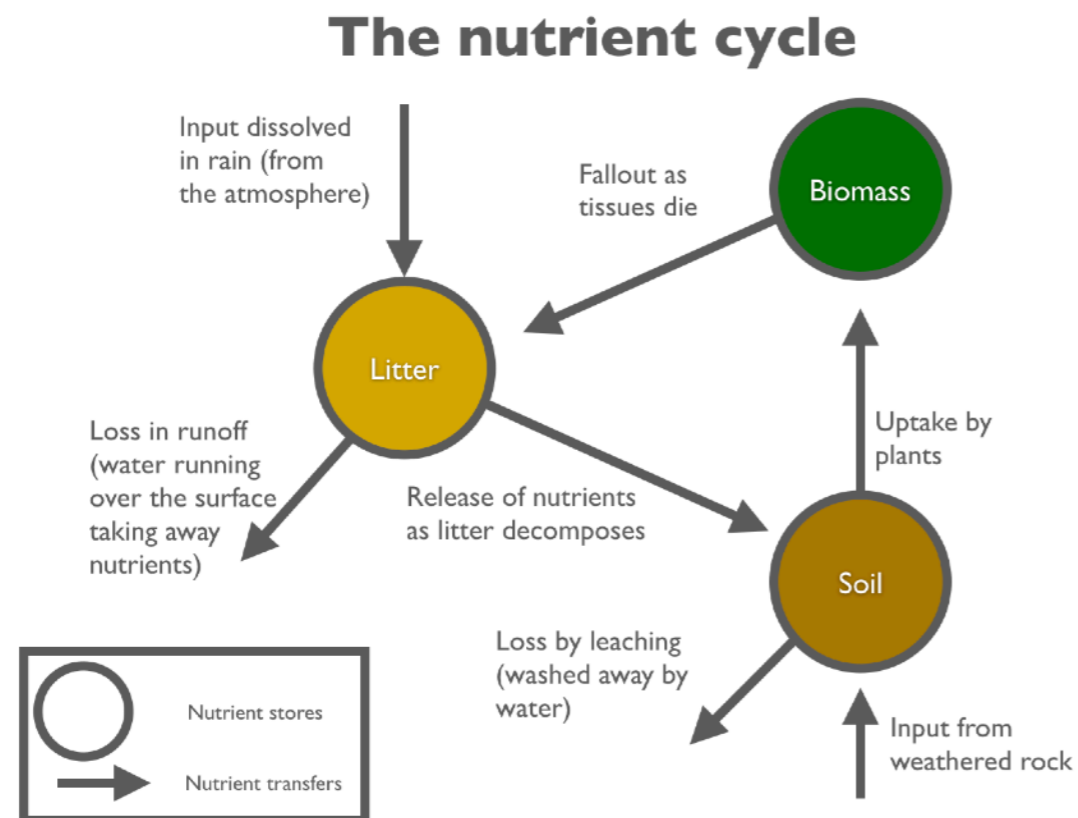 The nutrient cycle
Input dissolved
in rain (from
the atmosphere)
Fallout as
tissues die
Biomass
Litter
Loss in runoff
(water running
over the surface
taking away
nutrients)
Release of nutrients
as litter decomposes
Uptake by
plants
Soil
Loss by leaching
(washed away by
water)
Input from
weathered rock
Nutrient stores
Nutrient transfers